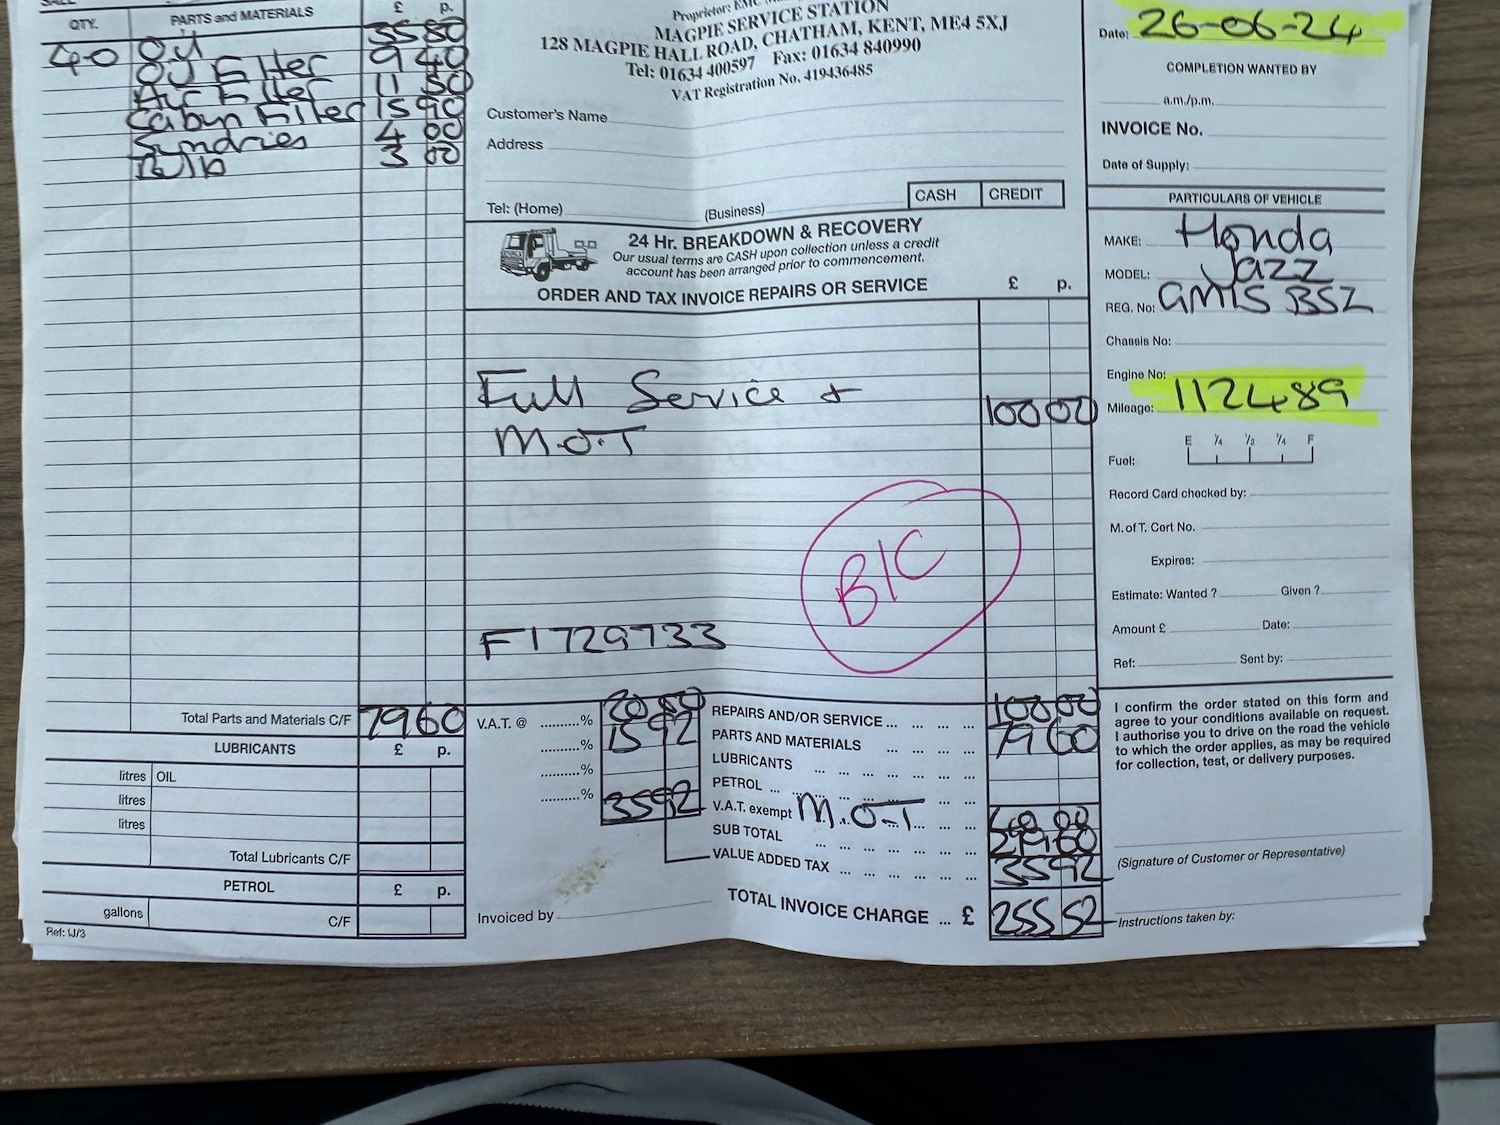 QTY. PARTS and MATERIALS £ p.
40 Oil 35 80
Oil Filter 9 40
Air Filter 11 50
Cabyn Filter 15 90
Sundries 4 00
Bulb 3 00
Total Parts and Materials C/F 79 60
LUBRICANTS £ p.
litres OIL
litres
litres
Total Lubricants C/F
PETROL £ p.
gallons C/F
Ref: IJ/3
MAGPIE SERVICE STATION
128 MAGPIE HALL ROAD, CHATHAM, KENT, ME4 5XJ
Tel: 01634 400597 Fax: 01634 840990
VAT Registration No. 419436485
Customer's Name
Address
Tel: (Home) (Business)
CASH CREDIT
24 Hr. BREAKDOWN & RECOVERY
Our usual terms are CASH upon collection unless a credit
account has been arranged prior to commencement.
ORDER AND TAX INVOICE REPAIRS OR SERVICE £ p.
Full Service + 100 00
M.O.T
B/C
F1729733
V.A.T. @ ..........% 20 00
..........% 15 92
..........%
..........% 35 92
REPAIRS AND/OR SERVICE ... ... ... 100 00
PARTS AND MATERIALS ... ... ... 79 60
LUBRICANTS ... ... ... ... ...
PETROL ... ... ... ... ... ...
V.A.T. exempt M.O.T ... ... 40 00
SUB TOTAL ... ... ... ... ... 219 60
VALUE ADDED TAX ... ... ... ... 35 92
TOTAL INVOICE CHARGE ... £ 255 52
Invoiced by
Date: 26-06-24
COMPLETION WANTED BY
a.m./p.m.
INVOICE No.
Date of Supply:
PARTICULARS OF VEHICLE
MAKE: Honda
MODEL: Jazz
REG. No: GM15 BSZ
Chassis No:
Engine No:
Mileage: 112489
E ¼ ½ ¾ F
Fuel:
Record Card checked by:
M. of T. Cert No.
Expires:
Estimate: Wanted ? Given ?
Amount £ Date:
Ref: Sent by:
I confirm the order stated on this form and
agree to your conditions available on request.
I authorise you to drive on the road the vehicle
to which the order applies, as may be required
for collection, test, or delivery purposes.
(Signature of Customer or Representative)
Instructions taken by: